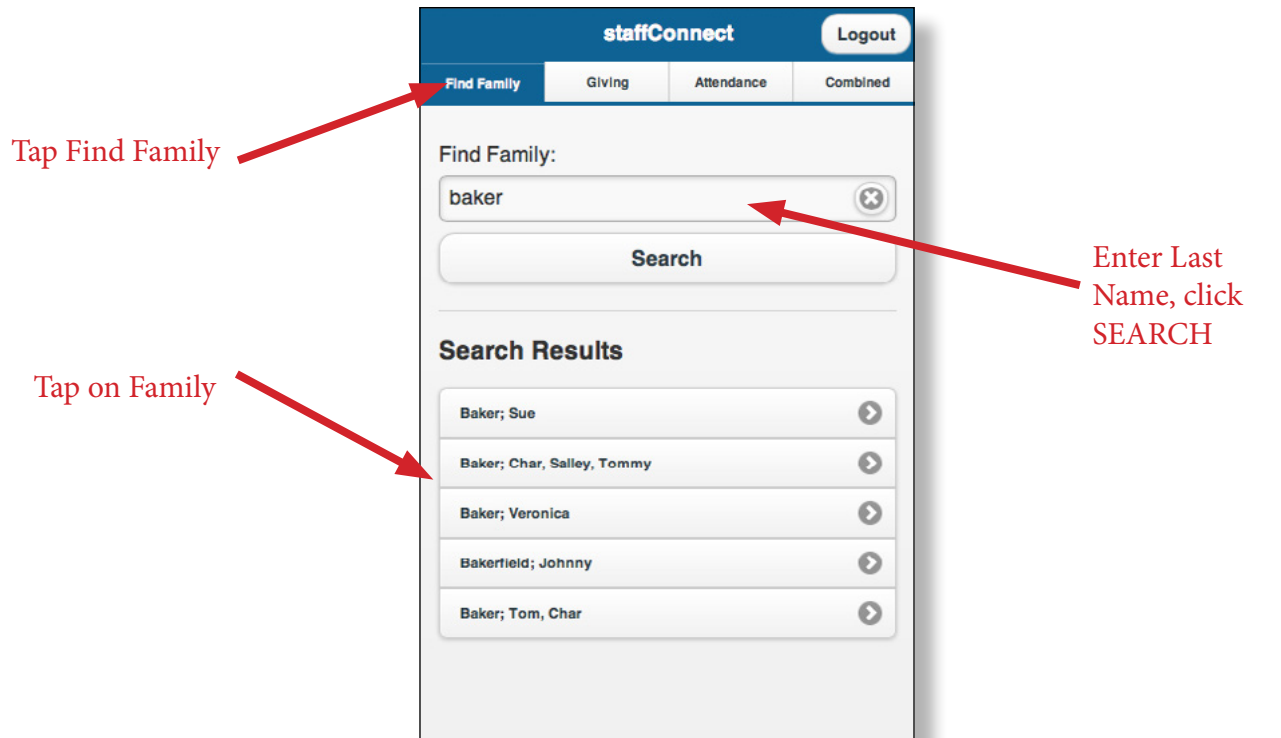 staffConnect
Logout
Find Family
Giving
Attendance
Combined
Tap Find Family
Find Family:
baker
Search
Enter Last
Name, click
SEARCH
Search Results
Tap on Family
Baker; Sue
Baker; Char, Salley, Tommy
Baker; Veronica
Bakerfield; Johnny
Baker; Tom, Char